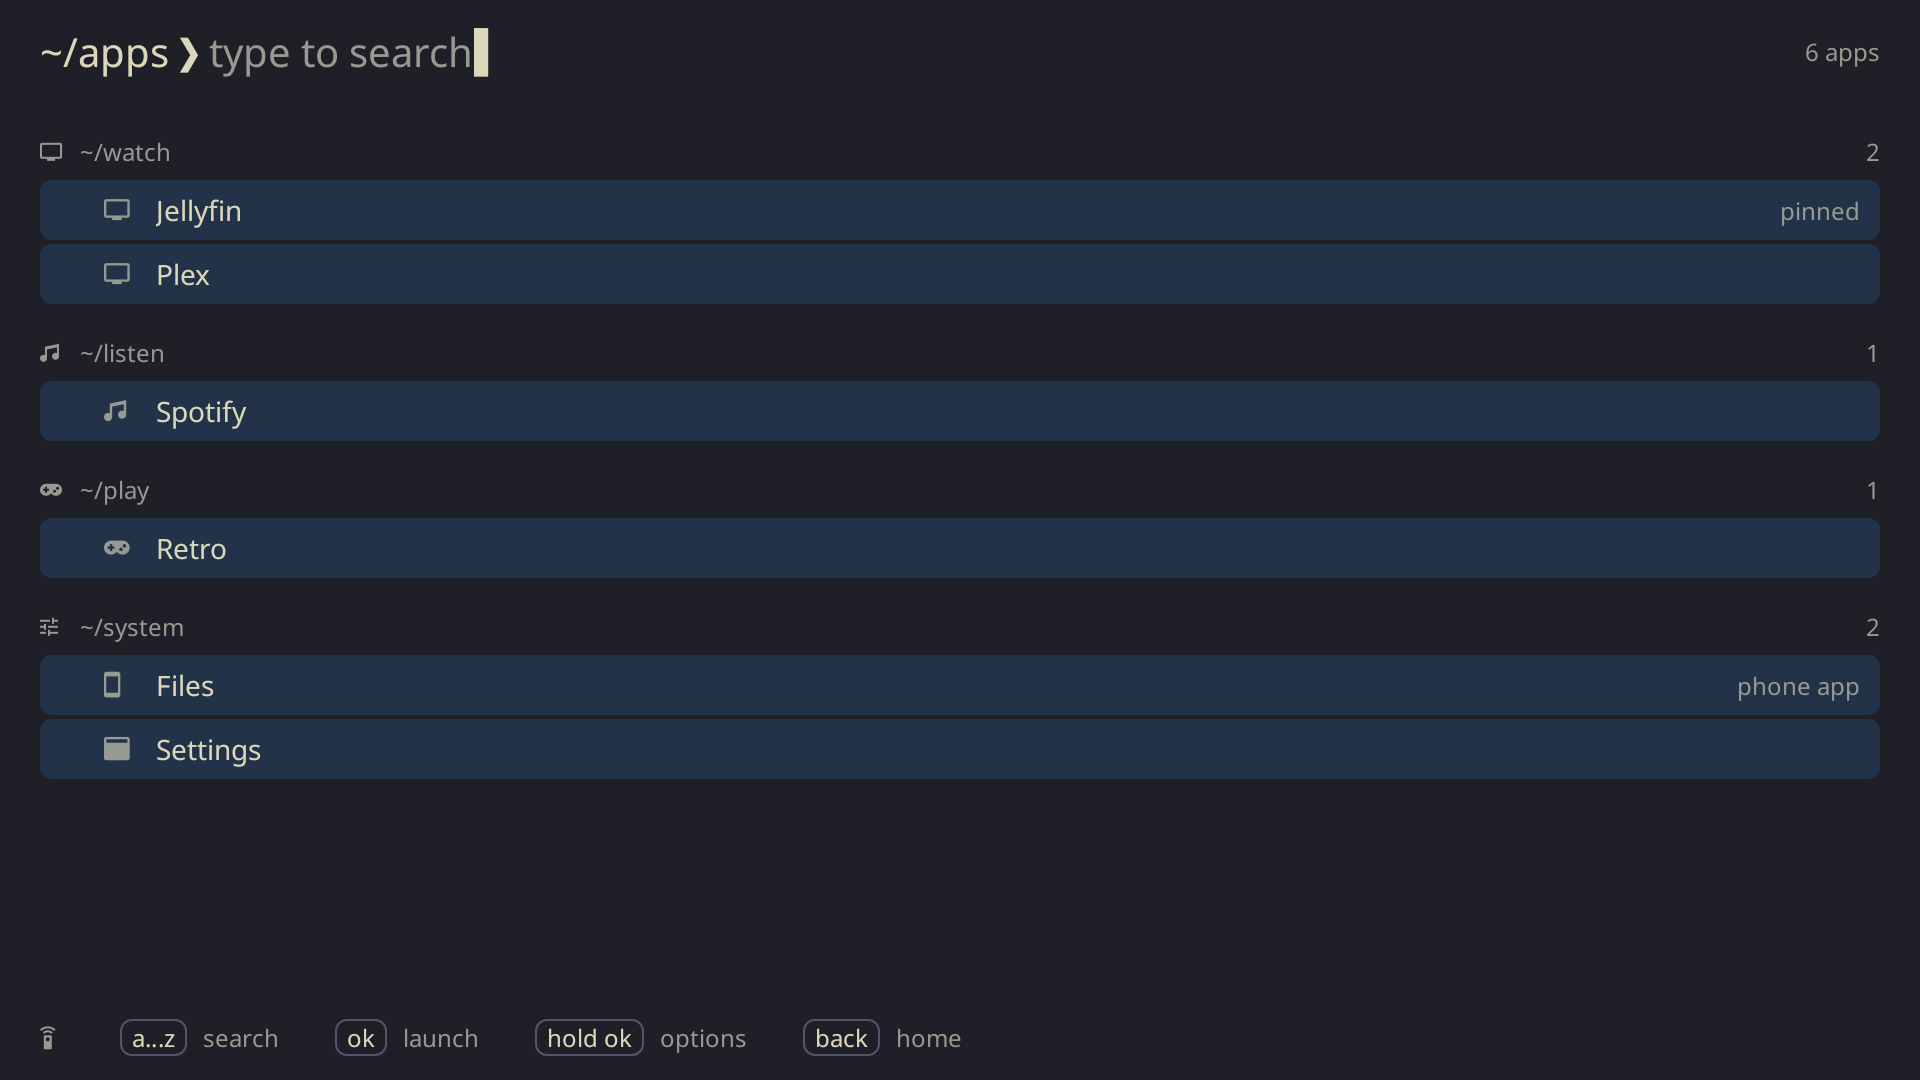 ~/apps ❯ type to search
6 apps
~/watch 2
Jellyfin pinned
Plex
~/listen 1
Spotify
~/play 1
Retro
~/system 2
Files phone app
Settings
a...z search ok launch hold ok options back home